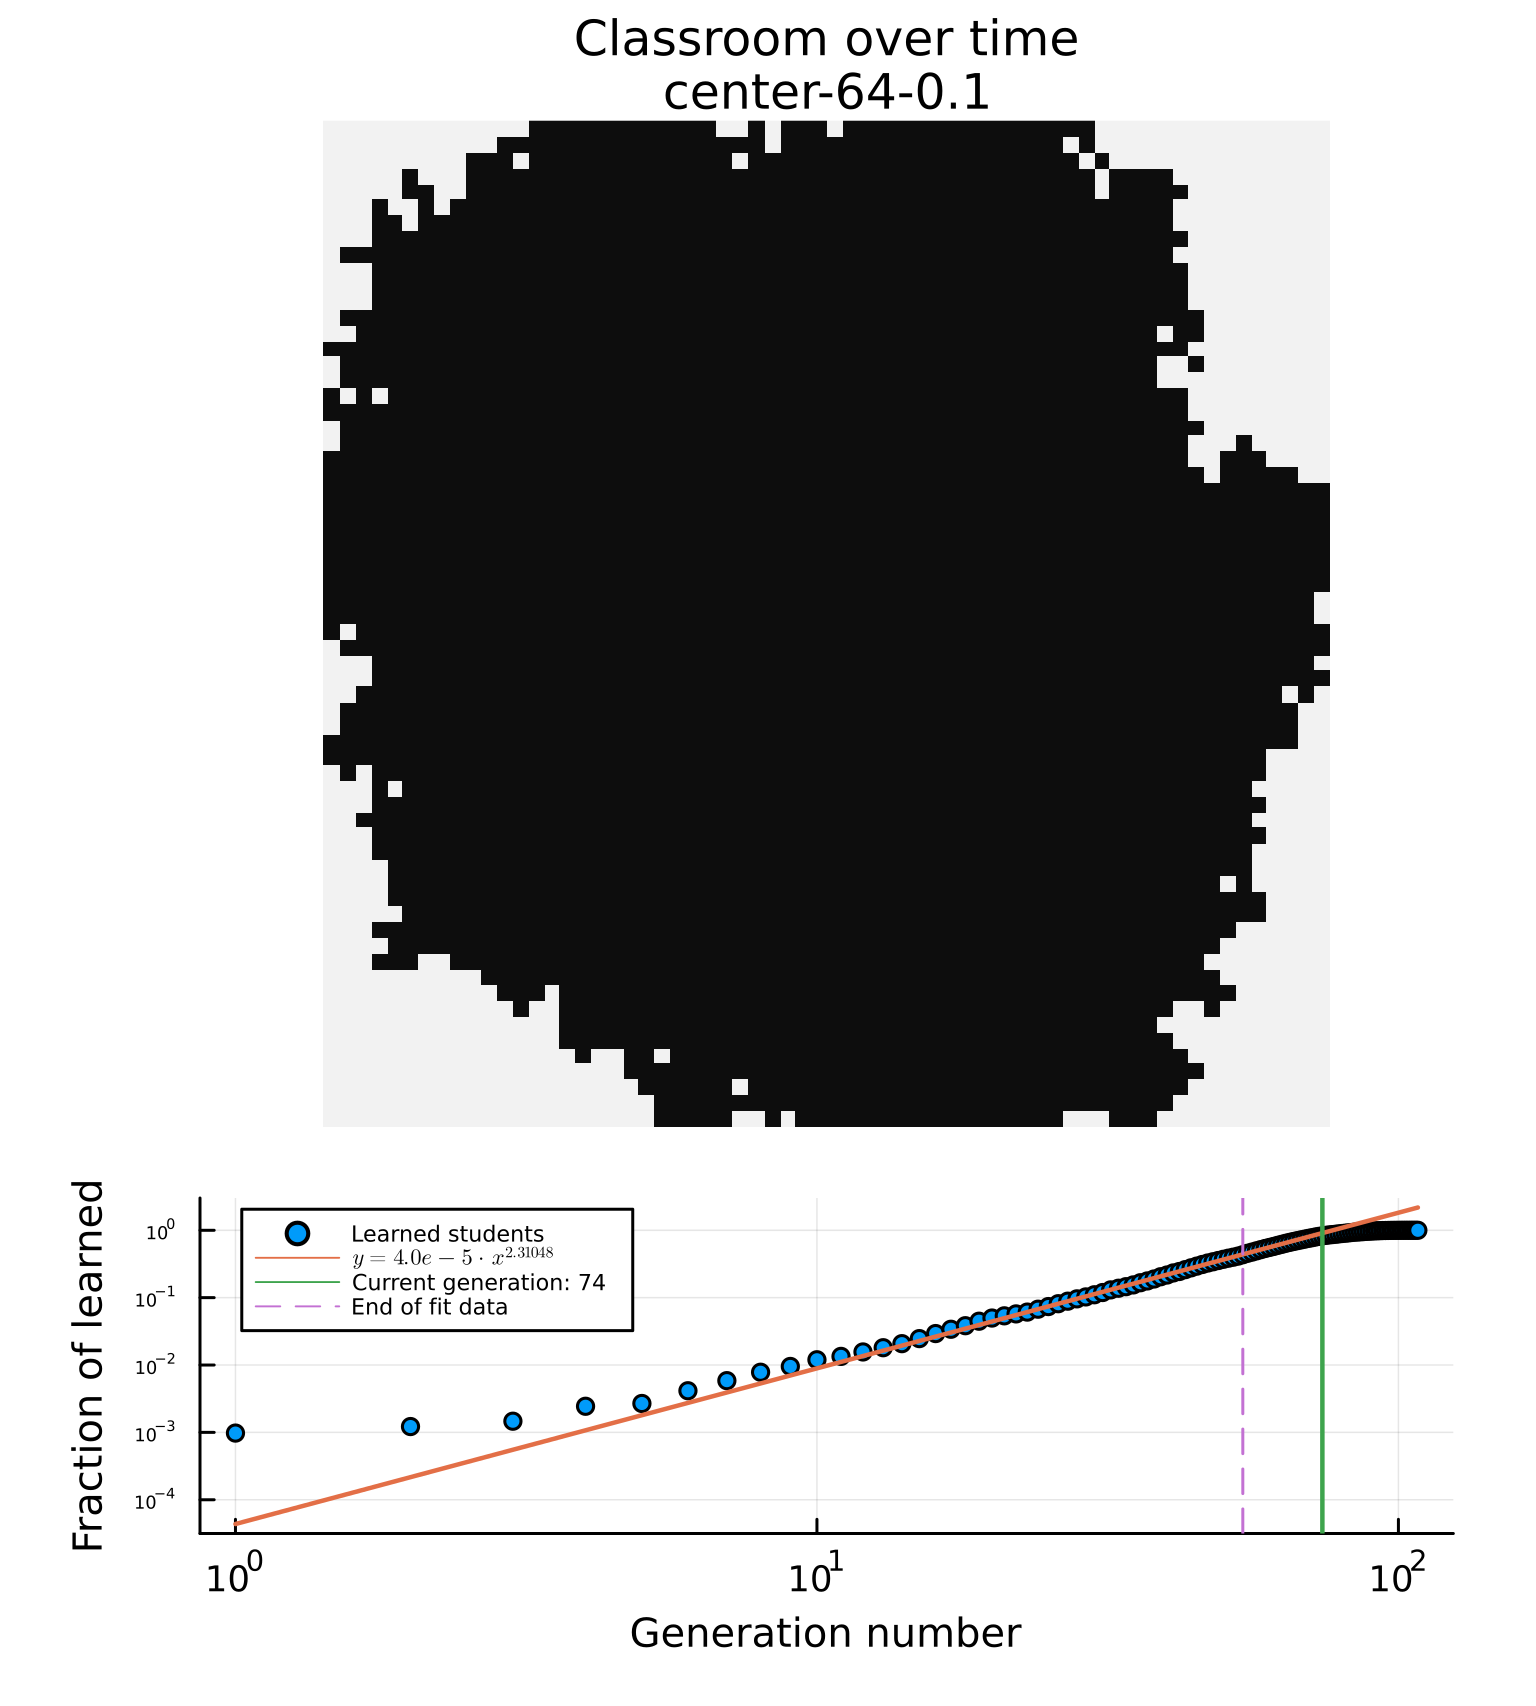 Classroom over time
center-64-0.1
Fraction of learned
10^0
10^-1
10^-2
10^-3
10^-4
Learned students
y = 4.0e − 5 · x^2.31048
Current generation: 74
End of fit data
10^0 10^1 10^2
Generation number